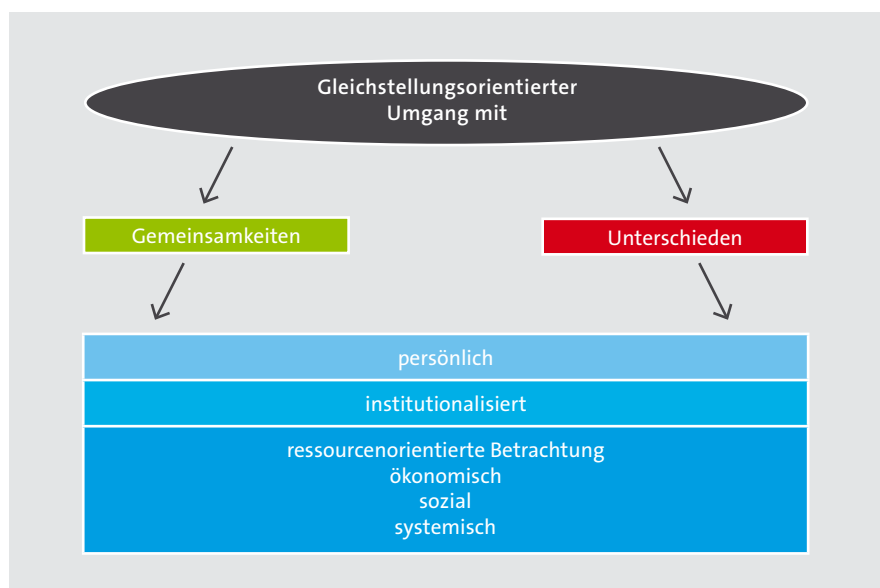 Gleichstellungsorientierter
Umgang mit
Gemeinsamkeiten
Unterschieden
persönlich
institutionalisiert
ressourcenorientierte Betrachtung
ökonomisch
sozial
systemisch